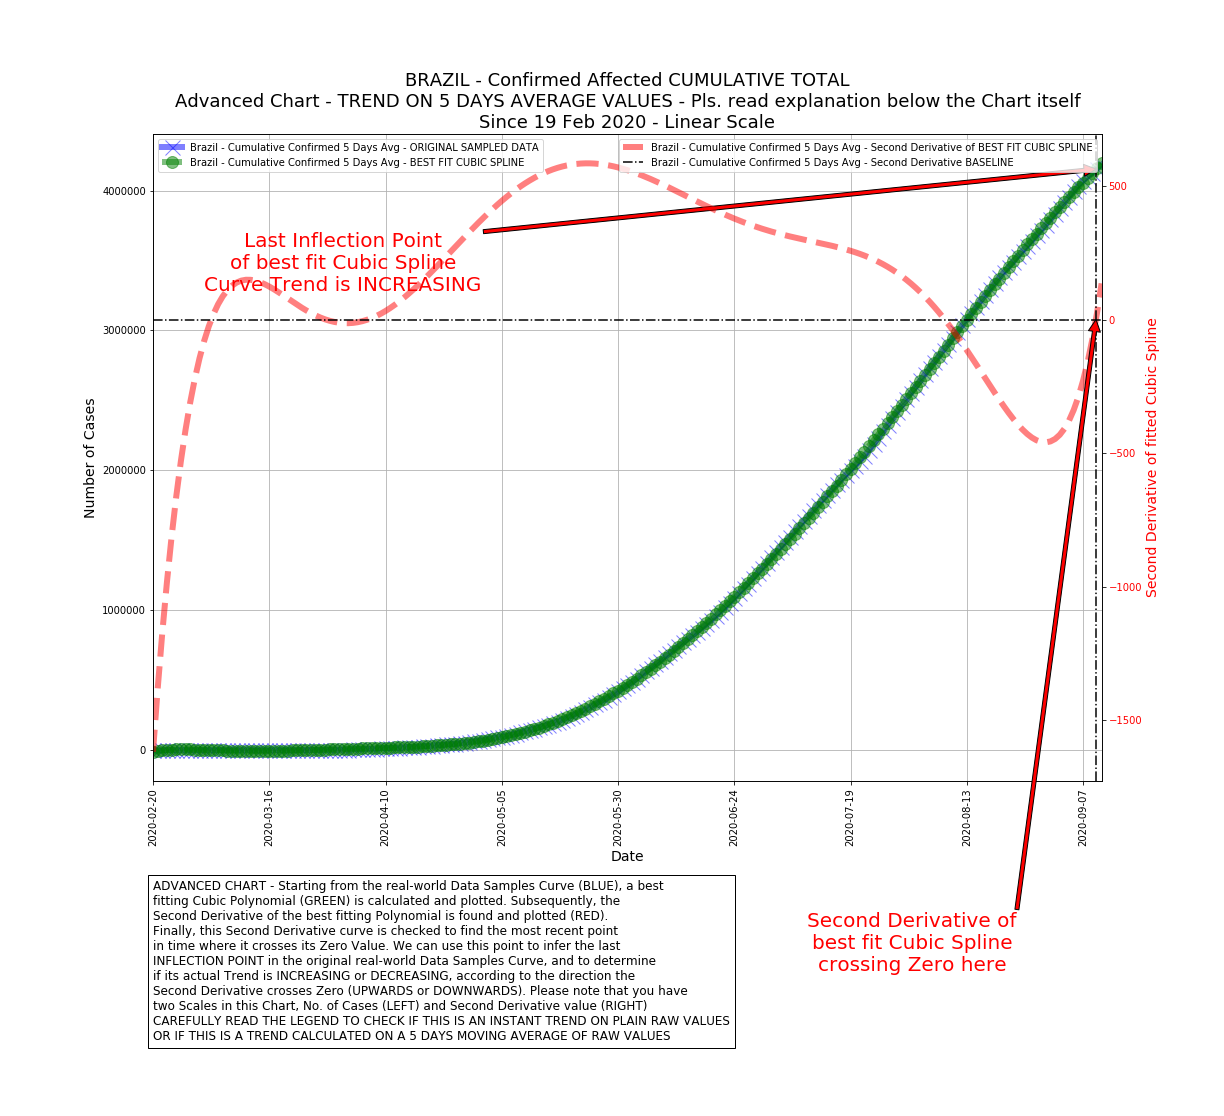 BRAZIL - Confirmed Affected CUMULATIVE TOTAL
Advanced Chart - TREND ON 5 DAYS AVERAGE VALUES - Pls. read explanation below the Chart itself
Since 19 Feb 2020 - Linear Scale
Brazil - Cumulative Confirmed 5 Days Avg - ORIGINAL SAMPLED DATA
Brazil - Cumulative Confirmed 5 Days Avg - BEST FIT CUBIC SPLINE
Brazil - Cumulative Confirmed 5 Days Avg - Second Derivative of BEST FIT CUBIC SPLINE
Brazil - Cumulative Confirmed 5 Days Avg - Second Derivative BASELINE
Last Inflection Point
of best fit Cubic Spline
Curve Trend is INCREASING
Number of Cases
4000000
3000000
2000000
1000000
0
500
0
−500
−1000
−1500
Second Derivative of fitted Cubic Spline
2020-02-20
2020-03-16
2020-04-10
2020-05-05
2020-05-30
2020-06-24
2020-07-19
2020-08-13
2020-09-07
Date
ADVANCED CHART - Starting from the real-world Data Samples Curve (BLUE), a best
fitting Cubic Polynomial (GREEN) is calculated and plotted. Subsequently, the
Second Derivative of the best fitting Polynomial is found and plotted (RED).
Finally, this Second Derivative curve is checked to find the most recent point
in time where it crosses its Zero Value. We can use this point to infer the last
INFLECTION POINT in the original real-world Data Samples Curve, and to determine
if its actual Trend is INCREASING or DECREASING, according to the direction the
Second Derivative crosses Zero (UPWARDS or DOWNWARDS). Please note that you have
two Scales in this Chart, No. of Cases (LEFT) and Second Derivative value (RIGHT)
CAREFULLY READ THE LEGEND TO CHECK IF THIS IS AN INSTANT TREND ON PLAIN RAW VALUES
OR IF THIS IS A TREND CALCULATED ON A 5 DAYS MOVING AVERAGE OF RAW VALUES
Second Derivative of
best fit Cubic Spline
crossing Zero here